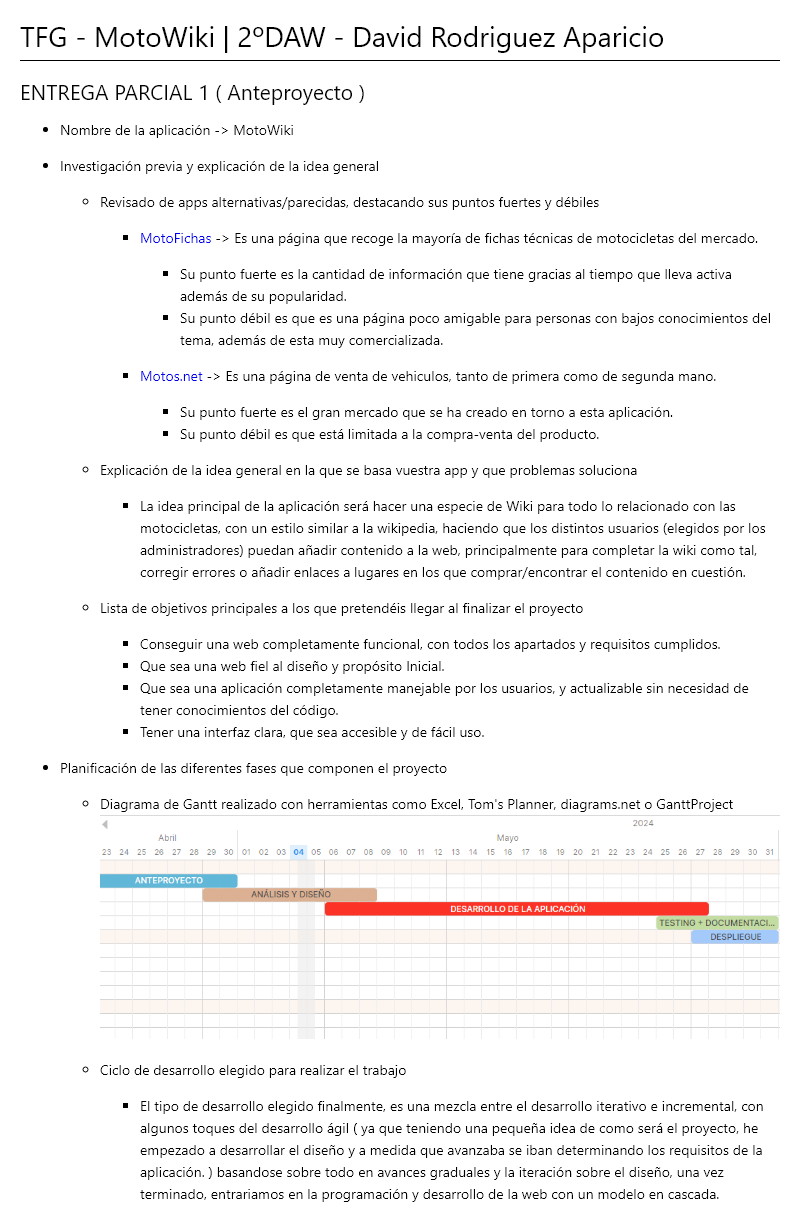 TFG - MotoWiki | 2ºDAW - David Rodriguez Aparicio
ENTREGA PARCIAL 1 ( Anteproyecto )
Nombre de la aplicación -> MotoWiki
Investigación previa y explicación de la idea general
Revisado de apps alternativas/parecidas, destacando sus puntos fuertes y débiles
MotoFichas -> Es una página que recoge la mayoría de fichas técnicas de motocicletas del mercado.
Su punto fuerte es la cantidad de información que tiene gracias al tiempo que lleva activa
además de su popularidad.
Su punto débil es que es una página poco amigable para personas con bajos conocimientos del
tema, además de esta muy comercializada.
Motos.net -> Es una página de venta de vehiculos, tanto de primera como de segunda mano.
Su punto fuerte es el gran mercado que se ha creado en torno a esta aplicación.
Su punto débil es que está limitada a la compra-venta del producto.
Explicación de la idea general en la que se basa vuestra app y que problemas soluciona
La idea principal de la aplicación será hacer una especie de Wiki para todo lo relacionado con las
motocicletas, con un estilo similar a la wikipedia, haciendo que los distintos usuarios (elegidos por los
administradores) puedan añadir contenido a la web, principalmente para completar la wiki como tal,
corregir errores o añadir enlaces a lugares en los que comprar/encontrar el contenido en cuestión.
Lista de objetivos principales a los que pretendéis llegar al finalizar el proyecto
Conseguir una web completamente funcional, con todos los apartados y requisitos cumplidos.
Que sea una web fiel al diseño y propósito Inicial.
Que sea una aplicación completamente manejable por los usuarios, y actualizable sin necesidad de
tener conocimientos del código.
Tener una interfaz clara, que sea accesible y de fácil uso.
Planificación de las diferentes fases que componen el proyecto
Diagrama de Gantt realizado con herramientas como Excel, Tom's Planner, diagrams.net o GanttProject
2024
Abril Mayo
23 24 25 26 27 28 29 30 01 02 03 04 05 06 07 08 09 10 11 12 13 14 15 16 17 18 19 20 21 22 23 24 25 26 27 28 29 30 31
ANTEPROYECTO
ANÁLISIS Y DISEÑO
DESARROLLO DE LA APLICACIÓN
TESTING + DOCUMENTACI...
DESPLIEGUE
Ciclo de desarrollo elegido para realizar el trabajo
El tipo de desarrollo elegido finalmente, es una mezcla entre el desarrollo iterativo e incremental, con
algunos toques del desarrollo ágil ( ya que teniendo una pequeña idea de como será el proyecto, he
empezado a desarrollar el diseño y a medida que avanzaba se iban determinando los requisitos de la
aplicación. ) basandose sobre todo en avances graduales y la iteración sobre el diseño, una vez
terminado, entrariamos en la programación y desarrollo de la web con un modelo en cascada.